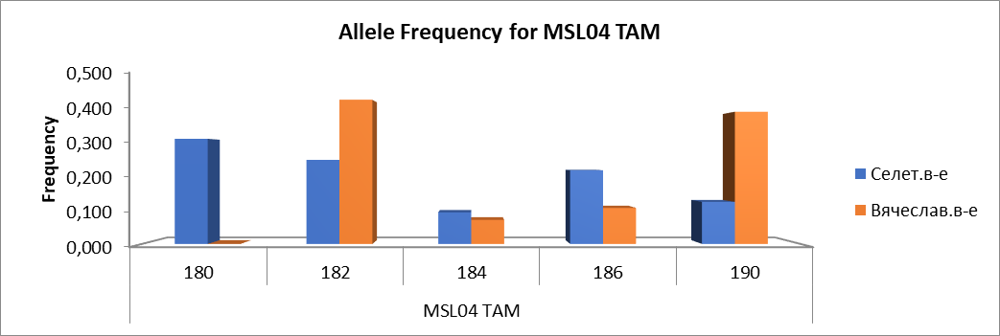 Allele Frequency for MSL04 TAM
Frequency
0,500
0,400
0,300
0,200
0,100
0,000
180 182 184 186 190
MSL04 TAM
Селет.в-е
Вячеслав.в-е